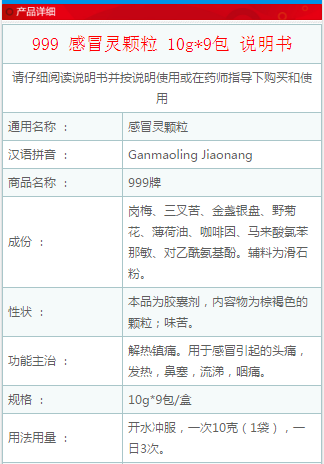 产品详细
999 感冒灵颗粒 10g*9包 说明书
请仔细阅读说明书并按说明使用或在药师指导下购买和使
用
通用名称 : 感冒灵颗粒
汉语拼音 : Ganmaoling Jiaonang
商品名称 : 999牌
成份 : 岗梅、三叉苦、金盏银盘、野菊
花、薄荷油、咖啡因、马来酸氯苯
那敏、对乙酰氨基酚。辅料为滑石
粉。
性状 : 本品为胶囊剂，内容物为棕褐色的
颗粒；味苦。
功能主治 : 解热镇痛。用于感冒引起的头痛，
发热，鼻塞，流涕，咽痛。
规格 : 10g*9包/盒
用法用量 : 开水冲服，一次10克（1袋），一
日3次。